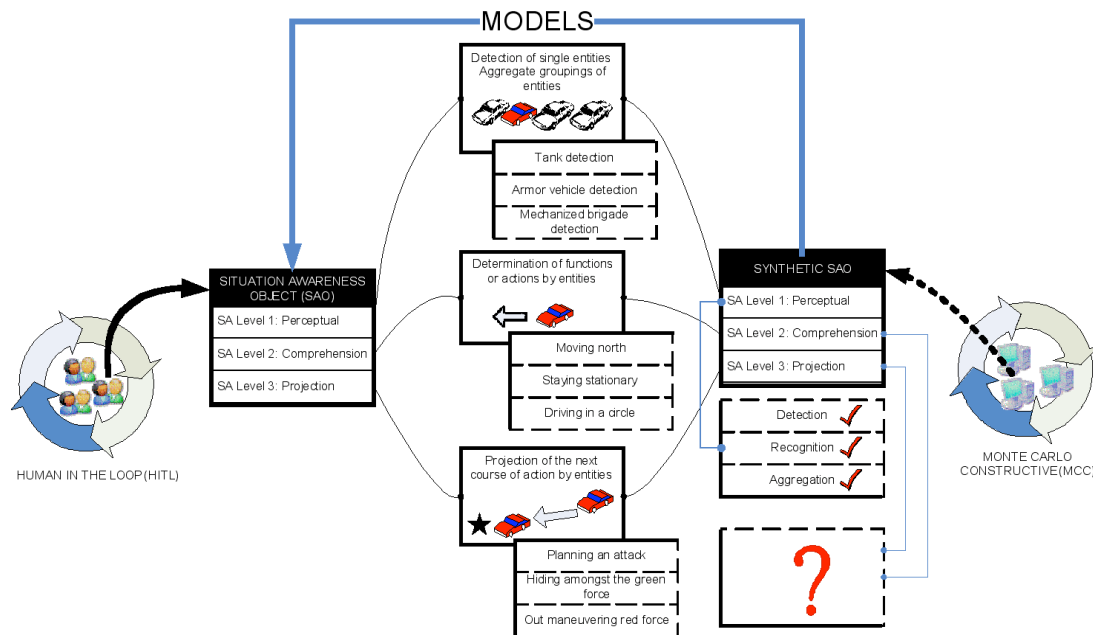 MODELS
Detection of single entities
Aggregate groupings of
entities
Tank detection
Armor vehicle detection
Mechanized brigade
detection
SITUATION AWARENESS
OBJECT (SAO)
SA Level 1: Perceptual
SA Level 2: Comprehension
SA Level 3: Projection
HUMAN IN THE LOOP(HITL)
Determination of functions
or actions by entities
Moving north
Staying stationary
Driving in a circle
Projection of the next
course of action by entities
Planning an attack
Hiding amongst the green
force
Out maneuvering red force
SYNTHETIC SAO
SA Level 1: Perceptual
SA Level 2: Comprehension
SA Level 3: Projection
Detection
Recognition
Aggregation
?
MONTE CARLO
CONSTRUCTIVE(MCC)